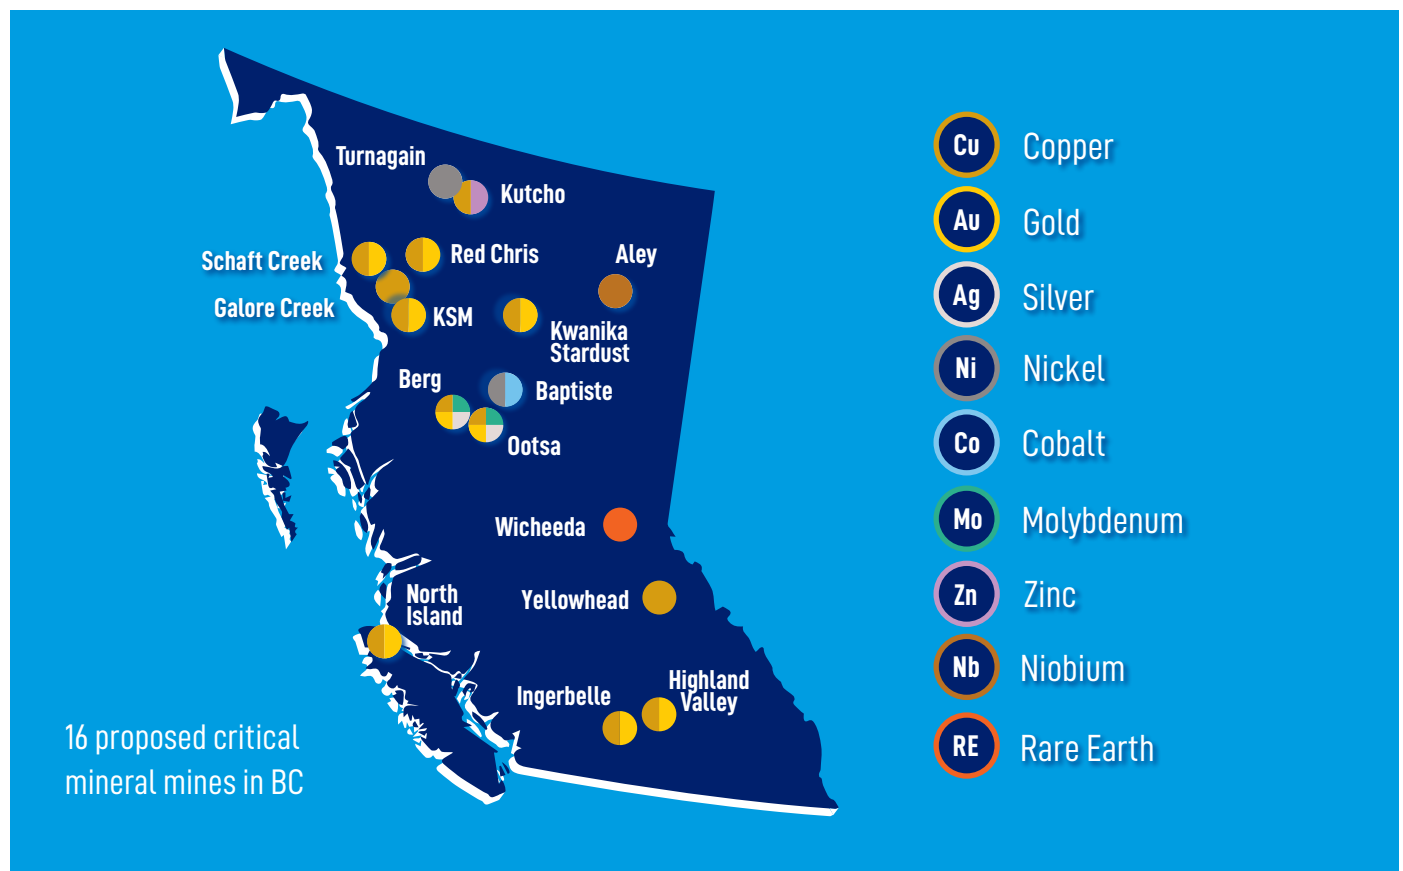 Turnagain
Kutcho
Schaft Creek
Red Chris
Aley
Galore Creek
KSM
Kwanika
Stardust
Berg
Baptiste
Ootsa
Wicheeda
North
Island
Yellowhead
Highland
Valley
Ingerbelle
16 proposed critical
mineral mines in BC
Cu Copper
Au Gold
Ag Silver
Ni Nickel
Co Cobalt
Mo Molybdenum
Zn Zinc
Nb Niobium
RE Rare Earth